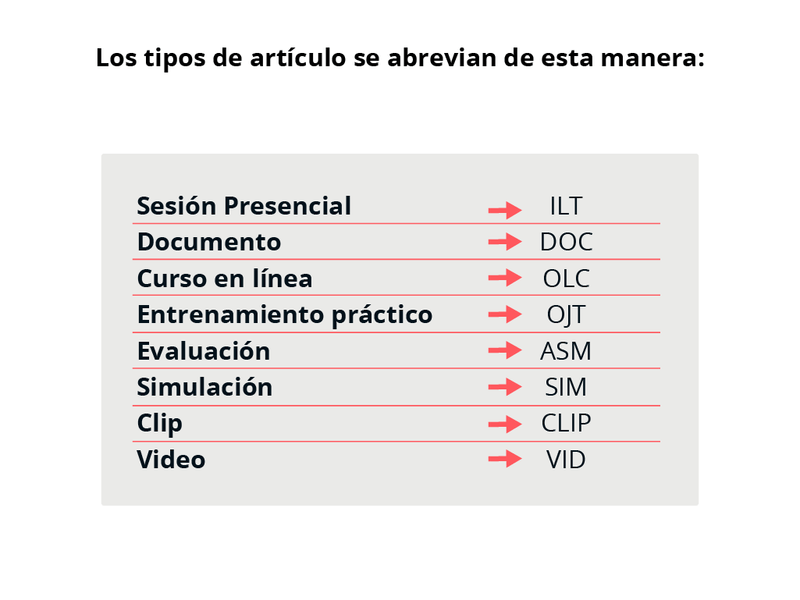 Los tipos de artículo se abrevian de esta manera:
Sesión Presencial ILT
Documento DOC
Curso en línea OLC
Entrenamiento práctico OJT
Evaluación ASM
Simulación SIM
Clip CLIP
Video VID